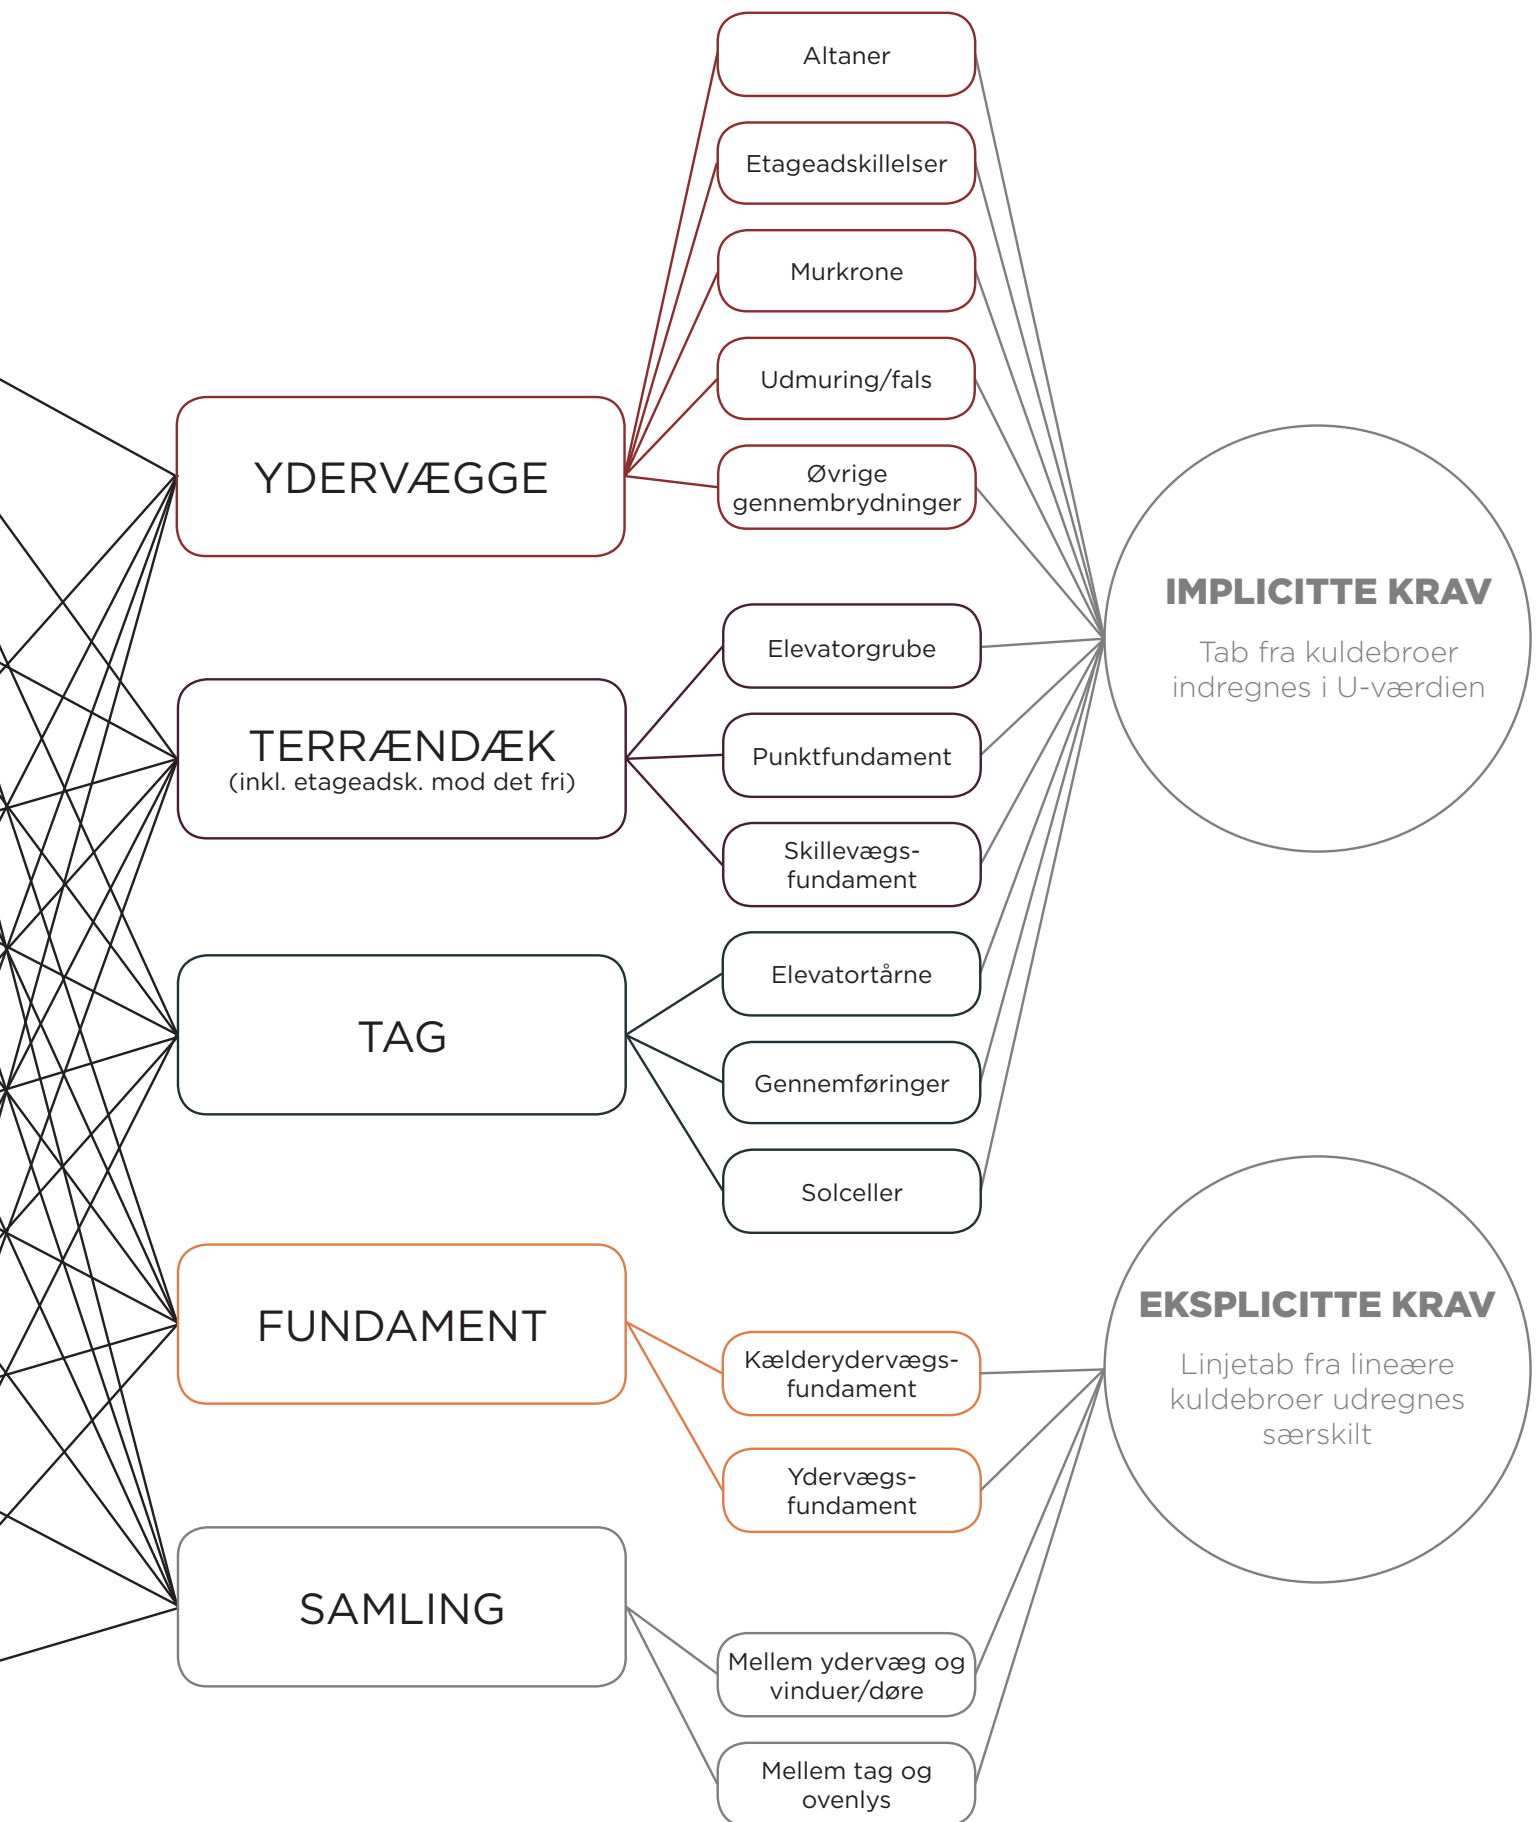 Altaner
Etageadskillelser
Murkrone
Udmuring/fals
Øvrige
gennembrydninger
YDERVÆGGE
Elevatorgrube
Punktfundament
Skillevægs-
fundament
TERRÆNDÆK
(inkl. etageadsk. mod det fri)
Elevatortårne
Gennemføringer
Solceller
TAG
Kælderydervægs-
fundament
Ydervægs-
fundament
FUNDAMENT
Mellem ydervæg og
vinduer/døre
Mellem tag og
ovenlys
SAMLING
IMPLICITTE KRAV
Tab fra kuldebroer
indregnes i U-værdien
EKSPLICITTE KRAV
Linjetab fra lineære
kuldebroer udregnes
særskilt